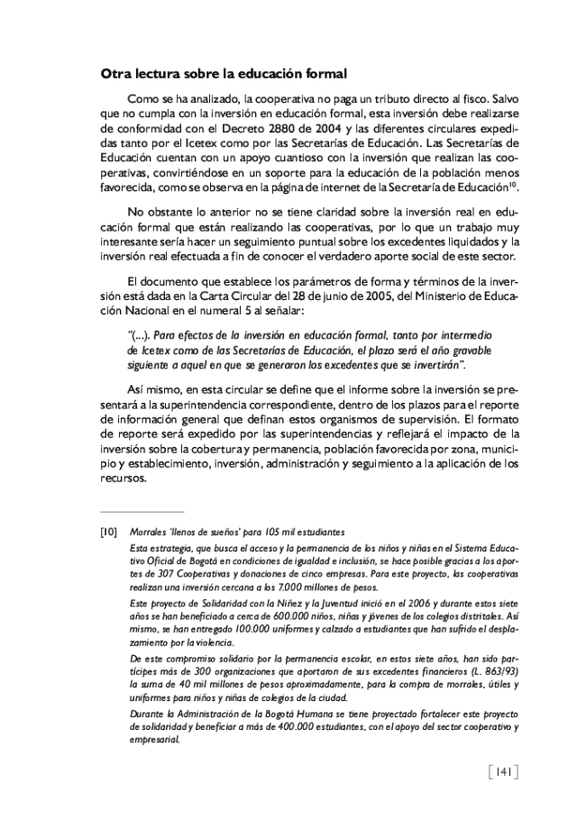 Otra lectura sobre la educación formal
Como se ha analizado, la cooperativa no paga un tributo directo al fisco. Salvo
que no cumpla con la inversión en educación formal, esta inversión debe realizarse
de conformidad con el Decreto 2880 de 2004 y las diferentes circulares expedi-
das tanto por el Icetex como por las Secretarías de Educación. Las Secretarías de
Educación cuentan con un apoyo cuantioso con la inversión que realizan las coo-
perativas, convirtiéndose en un soporte para la educación de la población menos
favorecida, como se observa en la página de internet de la Secretaría de Educación10.
No obstante lo anterior no se tiene claridad sobre la inversión real en edu-
cación formal que están realizando las cooperativas, por lo que un trabajo muy
interesante sería hacer un seguimiento puntual sobre los excedentes liquidados y la
inversión real efectuada a fin de conocer el verdadero aporte social de este sector.
El documento que establece los parámetros de forma y términos de la inver-
sión está dada en la Carta Circular del 28 de junio de 2005, del Ministerio de Educa-
ción Nacional en el numeral 5 al señalar:
"(...). Para efectos de la inversión en educación formal, tanto por intermedio
de Icetex como de las Secretarías de Educación, el plazo será el año gravable
siguiente a aquel en que se generaron los excedentes que se invertirán".
Así mismo, en esta circular se define que el informe sobre la inversión se pre-
sentará a la superintendencia correspondiente, dentro de los plazos para el reporte
de información general que definan estos organismos de supervisión. El formato
de reporte será expedido por las superintendencias y reflejará el impacto de la
inversión sobre la cobertura y permanencia, población favorecida por zona, munici-
pio y establecimiento, inversión, administración y seguimiento a la aplicación de los
recursos.
[10] Morrales 'llenos de sueños' para 105 mil estudiantes
Esta estrategia, que busca el acceso y la permanencia de los niños y niñas en el Sistema Educa-
tivo Oficial de Bogotá en condiciones de igualdad e inclusión, se hace posible gracias a los apor-
tes de 307 Cooperativas y donaciones de cinco empresas. Para este proyecto, las cooperativas
realizan una inversión cercana a los 7.000 millones de pesos.
Este proyecto de Solidaridad con la Niñez y la Juventud inició en el 2006 y durante estos siete
años se han beneficiado a cerca de 600.000 niños, niñas y jóvenes de los colegios distritales. Así
mismo, se han entregado 100.000 uniformes y calzado a estudiantes que han sufrido el despla-
zamiento por la violencia.
De este compromiso solidario por la permanencia escolar, en estos siete años, han sido par-
tícipes más de 300 organizaciones que aportaron de sus excedentes financieros (L. 863/93)
la suma de 40 mil millones de pesos aproximadamente, para la compra de morrales, útiles y
uniformes para niños y niñas de colegios de la ciudad.
Durante la Administración de la Bogotá Humana se tiene proyectado fortalecer este proyecto
de solidaridad y beneficiar a más de 400.000 estudiantes, con el apoyo del sector cooperativo y
empresarial.
[141]